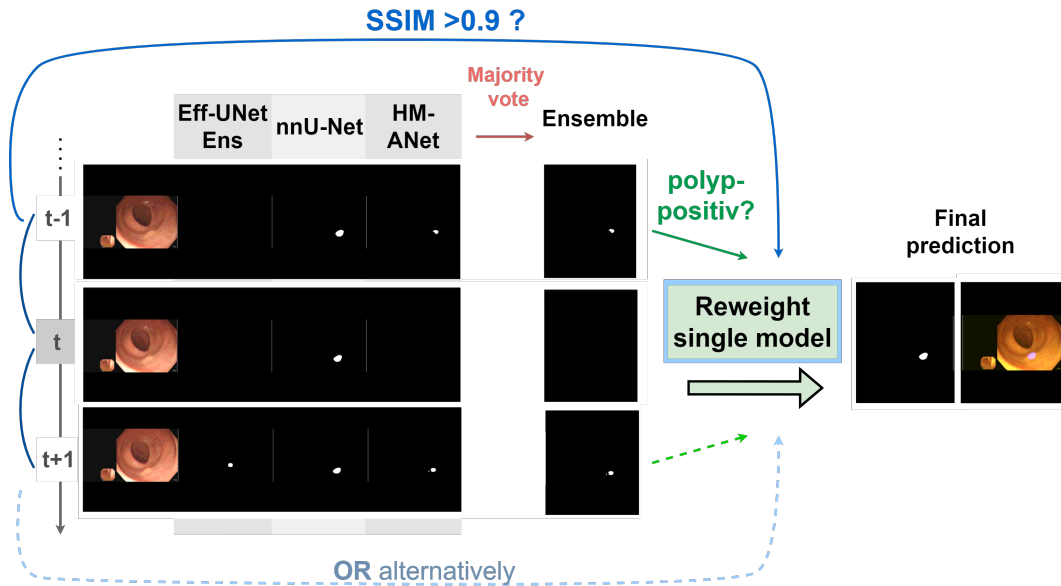 SSIM >0.9 ?
Majority
vote
Eff-UNet
Ens
nnU-Net
HM-
ANet
Ensemble
t-1
polyp-
positiv?
Final
prediction
t
Reweight
single model
t+1
OR alternatively